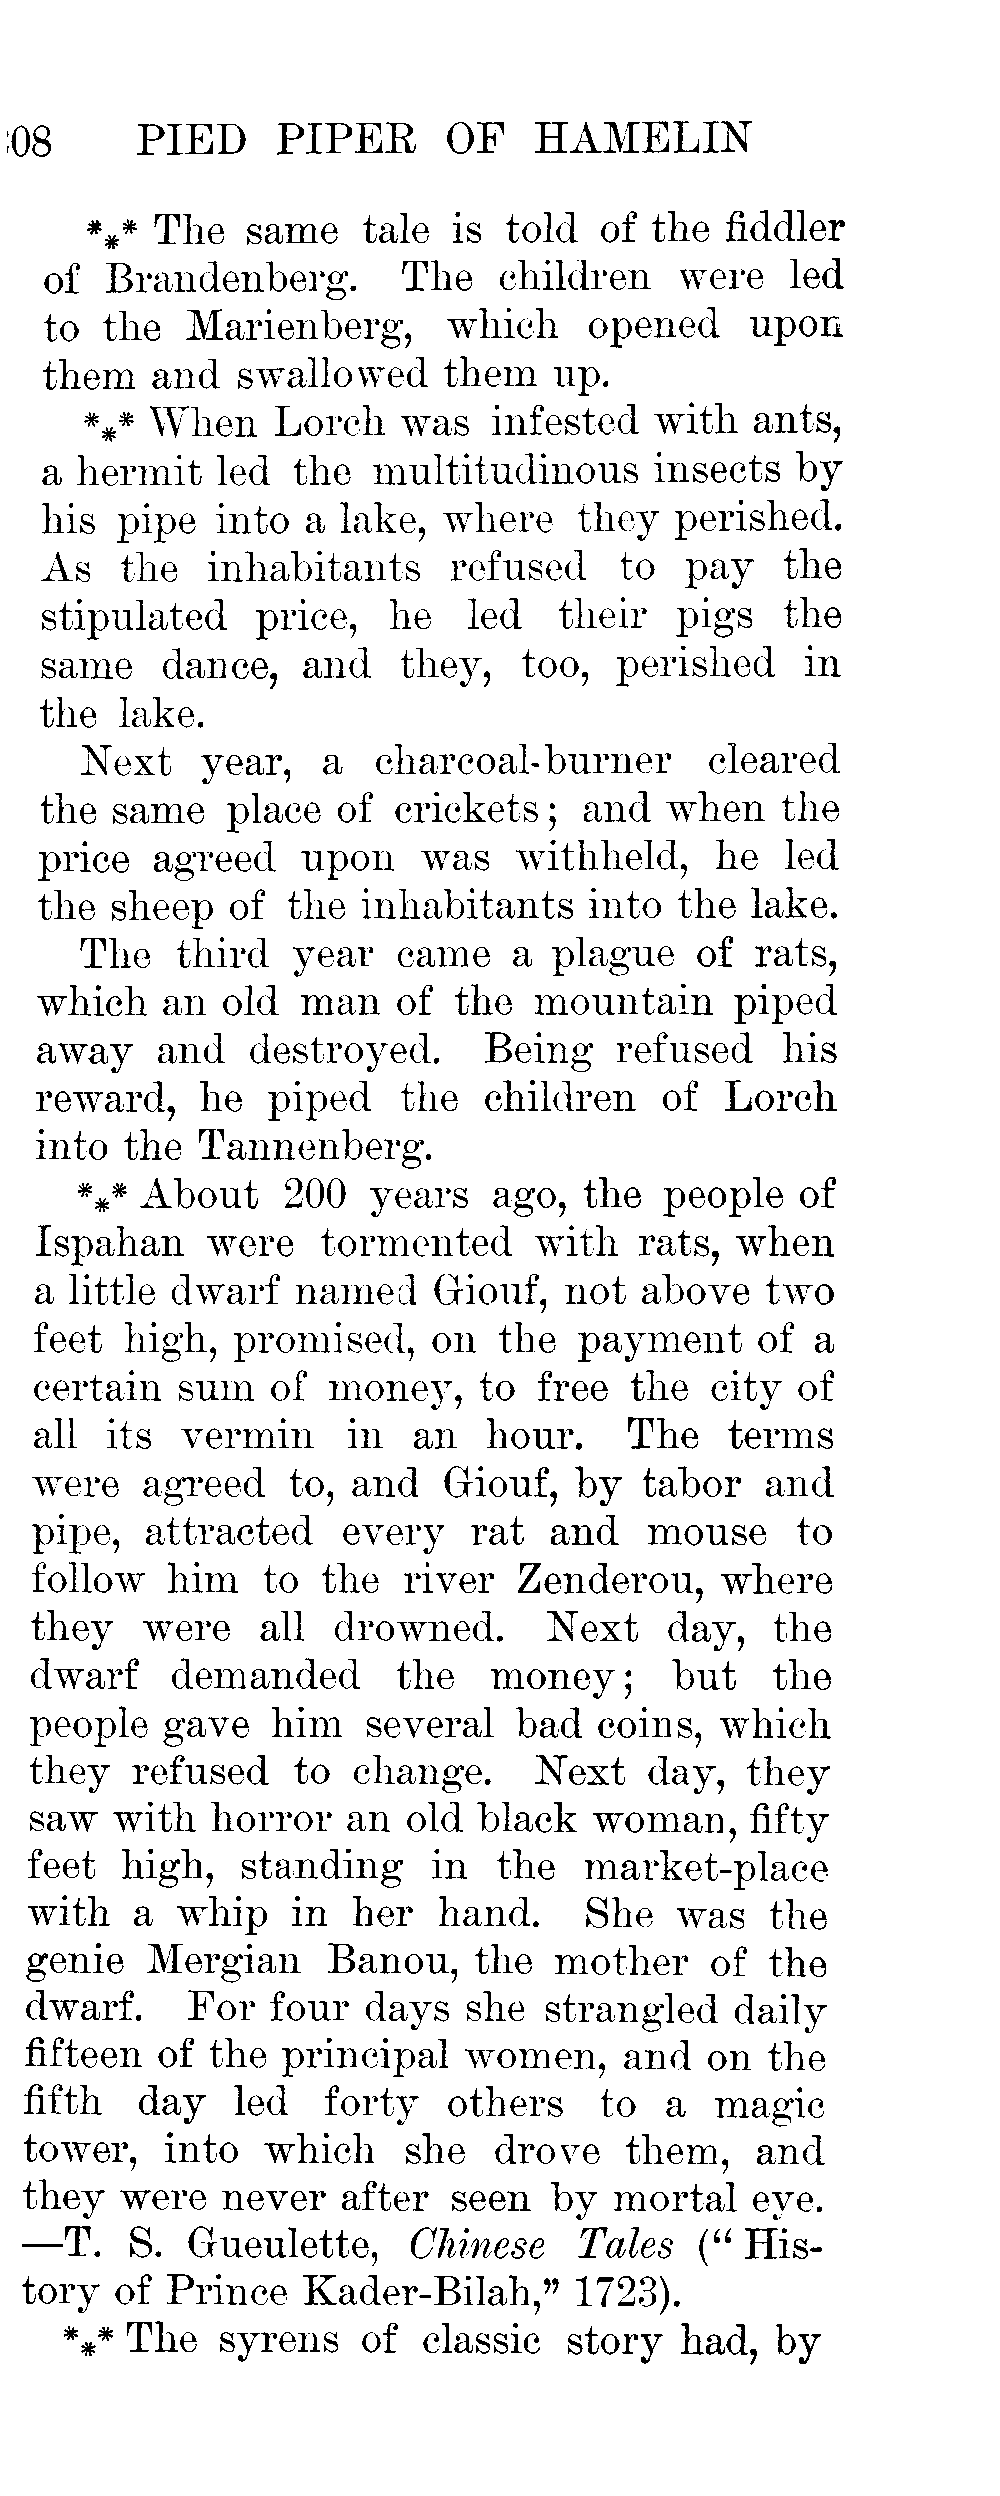 :08 PIED PIPER OF HAMELIN
*⁎* The same tale is told of the fiddler
of Brandenberg. The children were led
to the Marienberg, which opened upon
them and swallowed them up.
*⁎* When Lorch was infested with ants,
a hermit led the multitudinous insects by
his pipe into a lake, where they perished.
As the inhabitants refused to pay the
stipulated price, he led their pigs the
same dance, and they, too, perished in
the lake.
Next year, a charcoal-burner cleared
the same place of crickets; and when the
price agreed upon was withheld, he led
the sheep of the inhabitants into the lake.
The third year came a plague of rats,
which an old man of the mountain piped
away and destroyed. Being refused his
reward, he piped the children of Lorch
into the Tannenberg.
*⁎* About 200 years ago, the people of
Ispahan were tormented with rats, when
a little dwarf named Giouf, not above two
feet high, promised, on the payment of a
certain sum of money, to free the city of
all its vermin in an hour. The terms
were agreed to, and Giouf, by tabor and
pipe, attracted every rat and mouse to
follow him to the river Zenderou, where
they were all drowned. Next day, the
dwarf demanded the money; but the
people gave him several bad coins, which
they refused to change. Next day, they
saw with horror an old black woman, fifty
feet high, standing in the market-place
with a whip in her hand. She was the
genie Mergian Banou, the mother of the
dwarf. For four days she strangled daily
fifteen of the principal women, and on the
fifth day led forty others to a magic
tower, into which she drove them, and
they were never after seen by mortal eye.
—T. S. Gueulette, Chinese Tales (“ His-
tory of Prince Kader-Bilah,” 1723).
*⁎* The syrens of classic story had, by